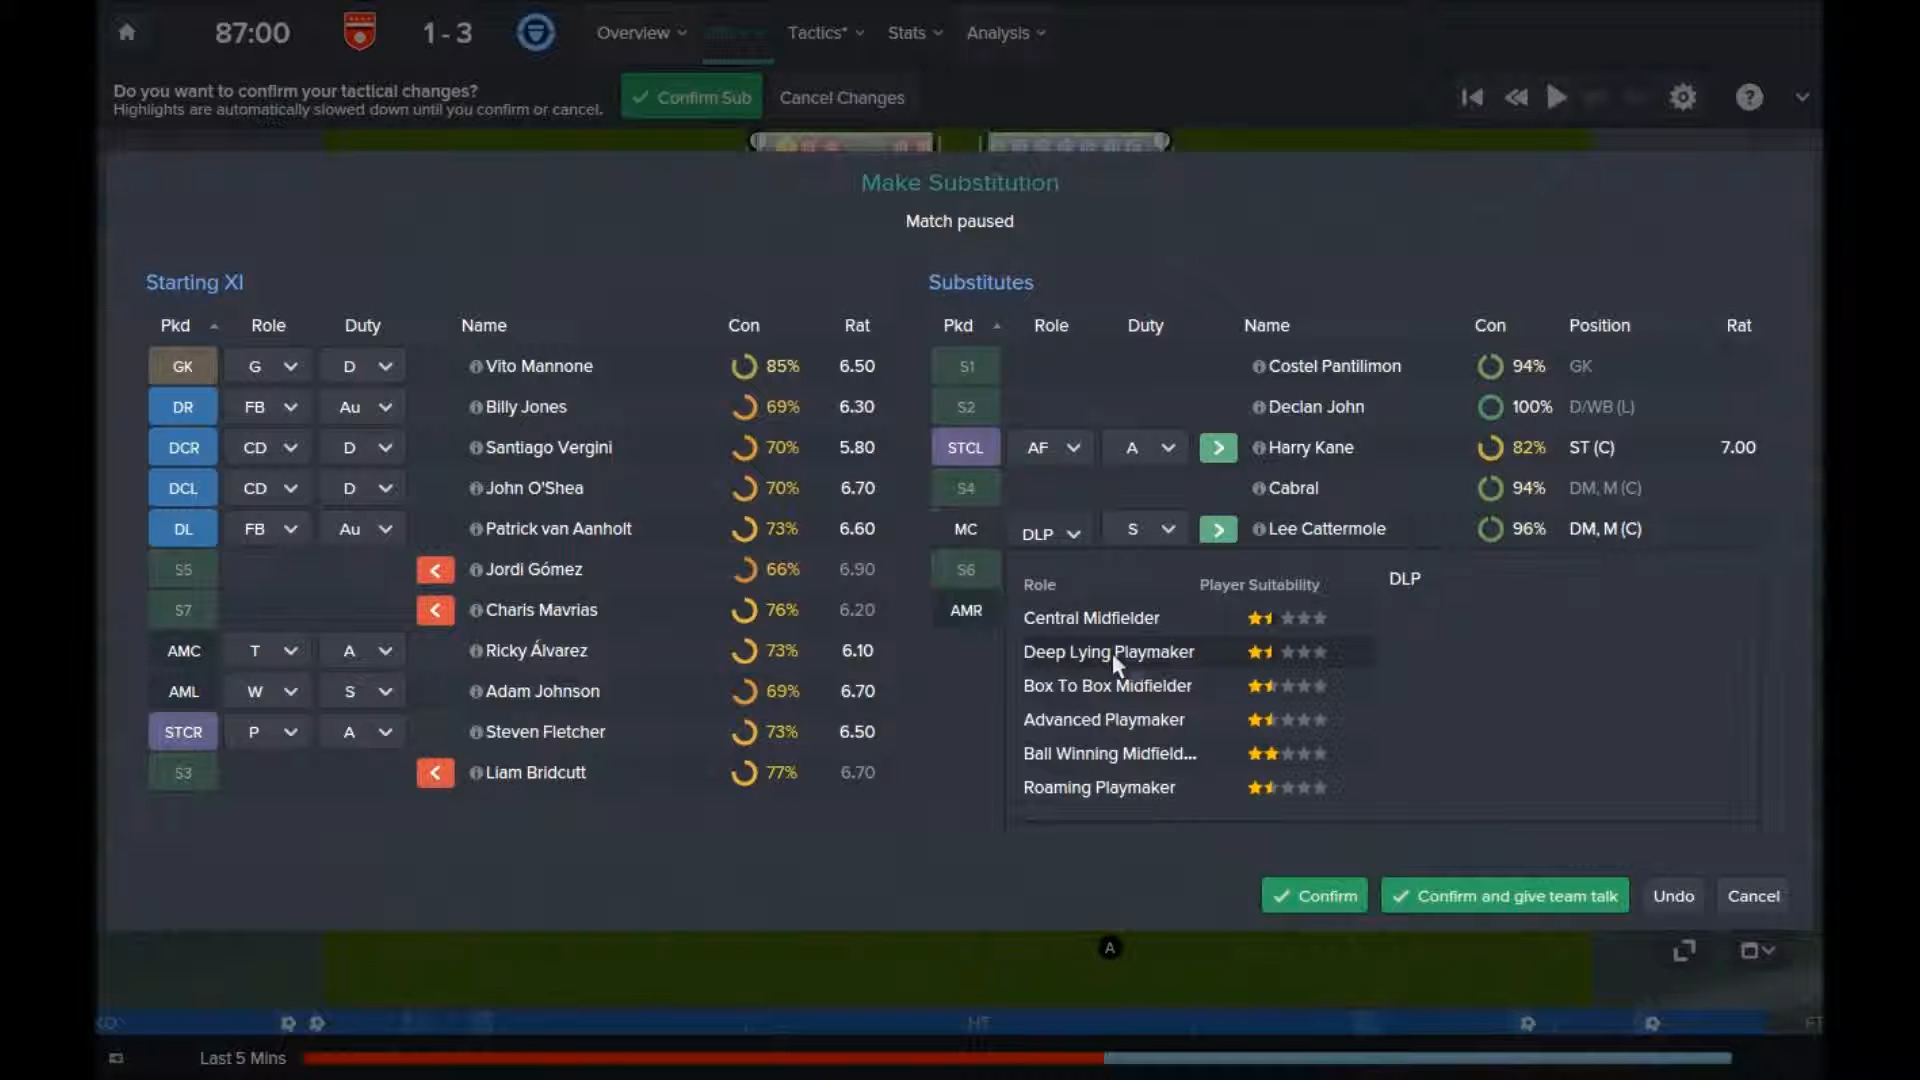 87:00 1 - 3 Overview Tactics* Stats Analysis
Do you want to confirm your tactical changes?
Highlights are automatically slowed down until you confirm or cancel.
Confirm Sub Cancel Changes
Make Substitution
Match paused
Starting XI Substitutes
Pkd Role Duty Name Con Rat Pkd Role Duty Name Con Position Rat
GK G D Vito Mannone 85% 6.50 S1 Costel Pantilimon 94% GK
DR FB Au Billy Jones 69% 6.30 S2 Declan John 100% D/WB (L)
DCR CD D Santiago Vergini 70% 5.80 STCL AF A Harry Kane 82% ST (C) 7.00
DCL CD D John O'Shea 70% 6.70 S4 Cabral 94% DM, M (C)
DL FB Au Patrick van Aanholt 73% 6.60 MC DLP S Lee Cattermole 96% DM, M (C)
S5 Jordi Gómez 66% 6.90 S6
S7 Charis Mavrias 76% 6.20 AMR
AMC T A Ricky Álvarez 73% 6.10
AML W S Adam Johnson 69% 6.70
STCR P A Steven Fletcher 73% 6.50
S3 Liam Bridcutt 77% 6.70
Role Player Suitability DLP
Central Midfielder
Deep Lying Playmaker
Box To Box Midfielder
Advanced Playmaker
Ball Winning Midfield...
Roaming Playmaker
Confirm Confirm and give team talk Undo Cancel
A
HT FT
Last 5 Mins